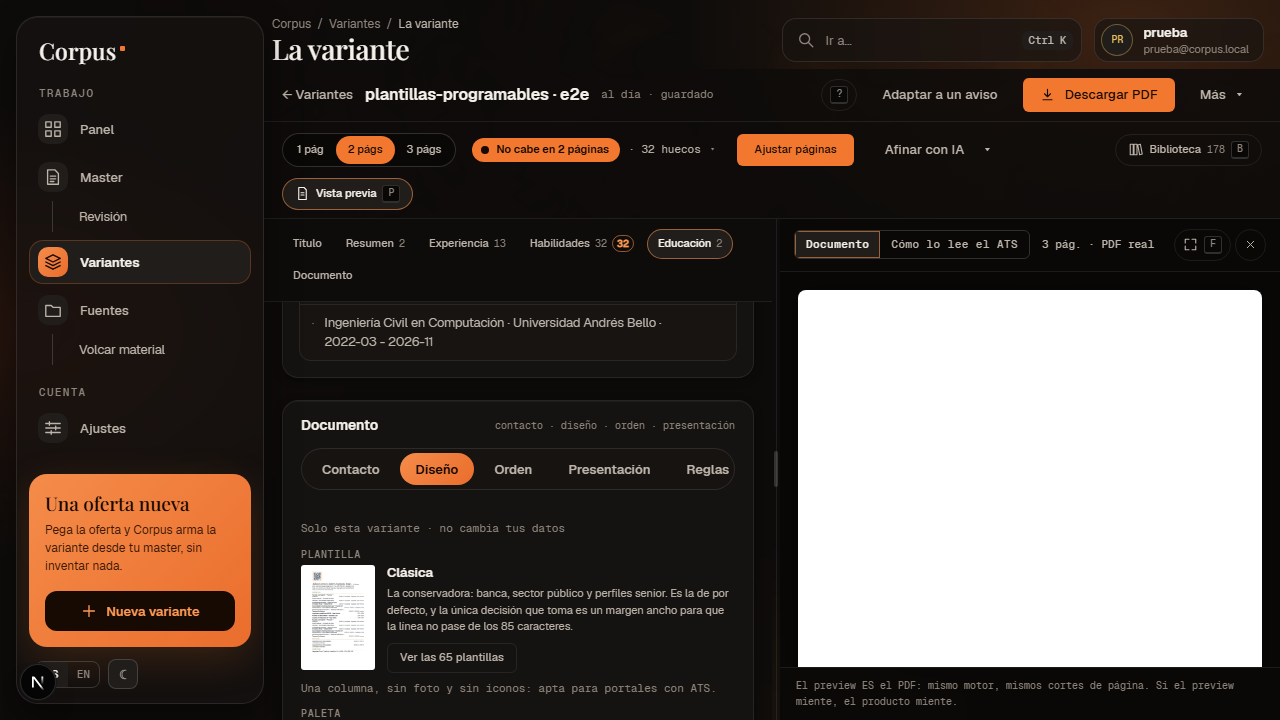 Corpus
TRABAJO
Panel
Master
Revisión
Variantes
Fuentes
Volcar material
CUENTA
Ajustes
Una oferta nueva
Pega la oferta y Corpus arma la
variante desde tu master, sin
inventar nada.
Nueva variante
EN
Corpus / Variantes / La variante
La variante
Ir a…
Ctrl K
PR
prueba
prueba@corpus.local
← Variantes
plantillas-programables · e2e
al día · guardado
?
Adaptar a un aviso
Descargar PDF
Más
1 pág
2 págs
3 págs
No cabe en 2 páginas
· 32 huecos ·
Ajustar páginas
Afinar con IA
Biblioteca 178 B
Vista previa P
Título
Resumen 2
Experiencia 13
Habilidades 32 32
Educación 2
Documento
· Ingeniería Civil en Computación · Universidad Andrés Bello ·
2022-03 – 2026-11
Documento
contacto · diseño · orden · presentación
Contacto
Diseño
Orden
Presentación
Reglas
Solo esta variante · no cambia tus datos
PLANTILLA
Clásica
La conservadora: banca, sector público y perfiles senior. Es la de por
defecto, y la única decisión que toma es un margen ancho para que
la línea no pase de los 85 caracteres.
Ver las 65 plantillas
Una columna, sin foto y sin iconos: apta para portales con ATS.
PALETA
Documento
Cómo lo lee el ATS
3 pág. · PDF real
F
El preview ES el PDF: mismo motor, mismos cortes de página. Si el preview
miente, el producto miente.